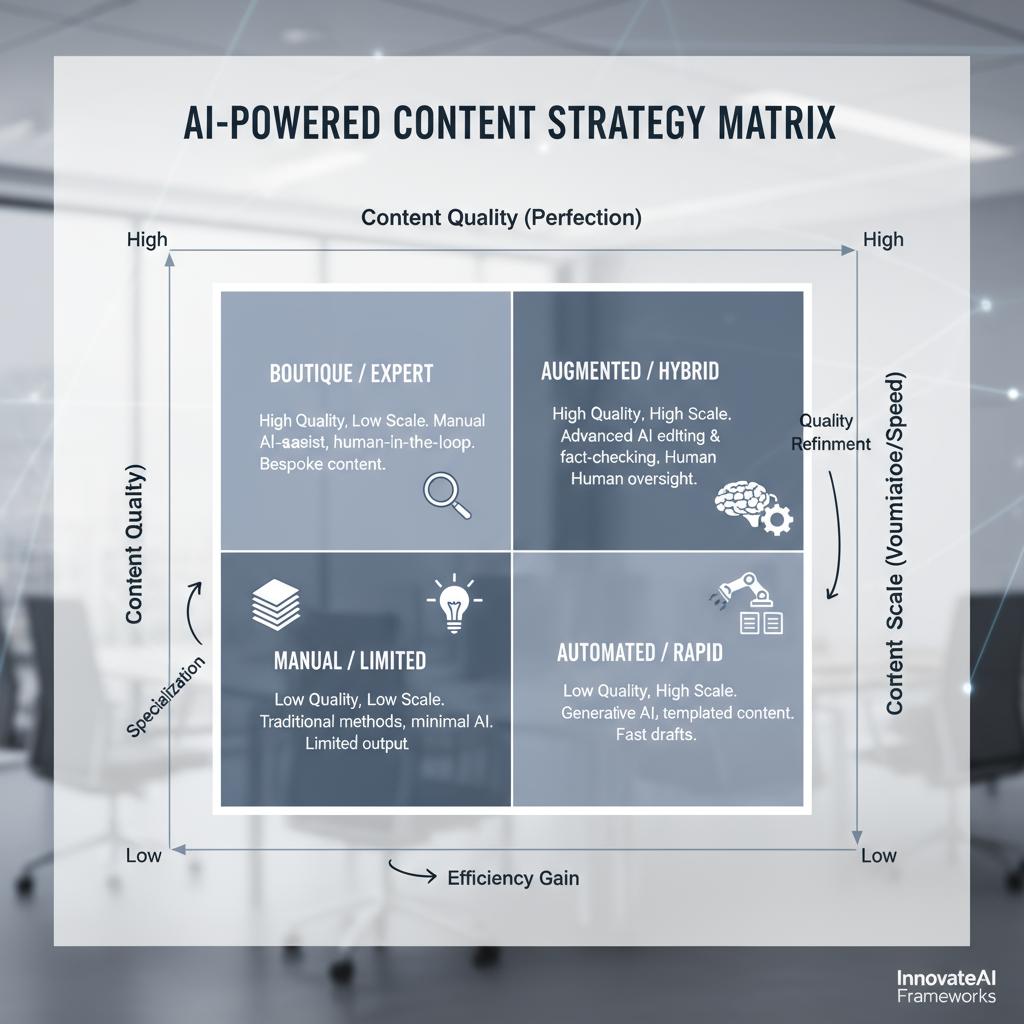 AI-POWERED CONTENT STRATEGY MATRIX
Content Quality (Perfection)
High
High
BOUTIQUE / EXPERT
High Quality, Low Scale. Manual
AI-saesist, human-in-the-loop.
Bespoke content.
AUGMENTED / HYBRID
High Quality, High Scale.
Advanced AI editing &
fact-checking, Human
Human oversight.
Quality
Refinment
Content Quality)
Content Scale (Voumiaioe/Speed)
Specialization
MANUAL / LIMITED
Low Quality, Low Scale.
Traditional methods, minimal AI.
Limited output.
AUTOMATED / RAPID
Low Quality, High Scale.
Generative AI, templated content.
Fast drafts.
Low
Low
Efficiency Gain
InnovateAI
Frameworks